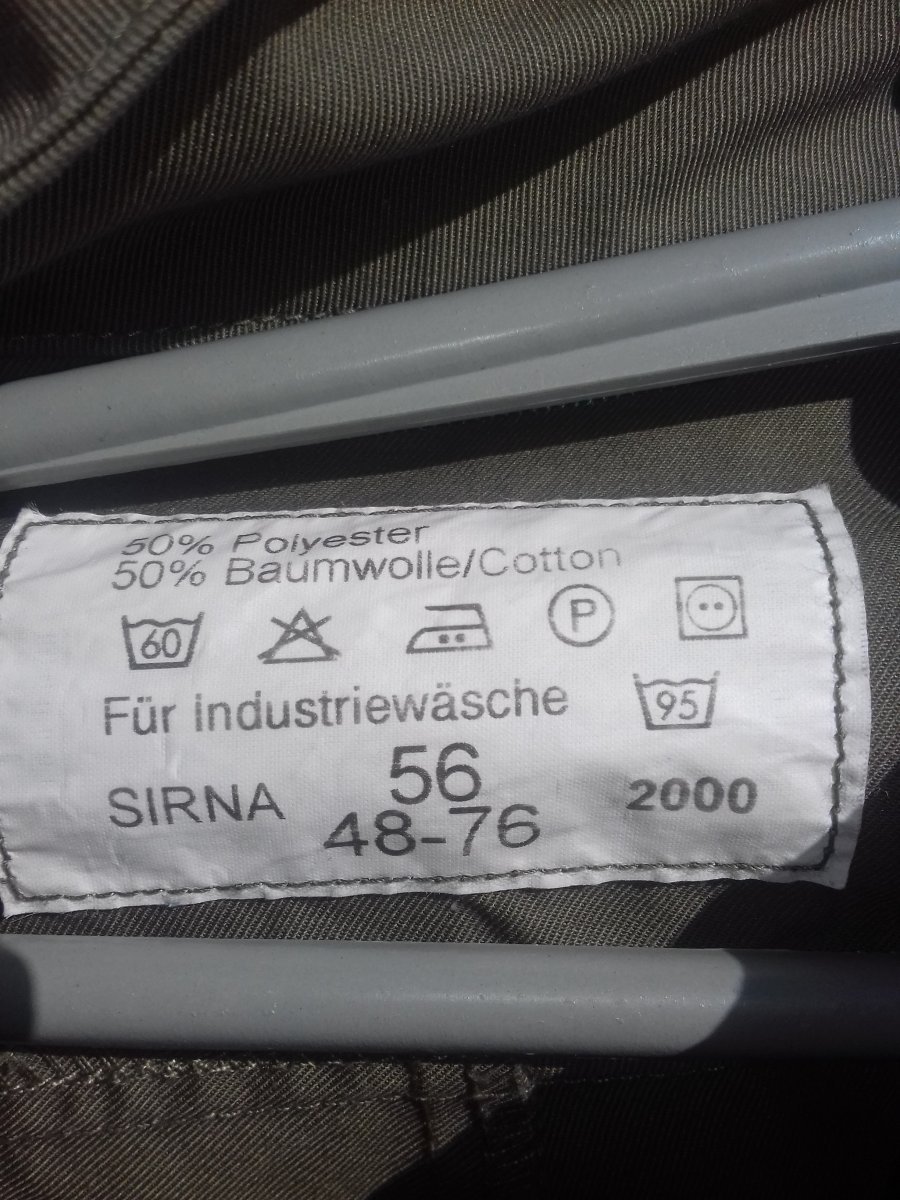 50% Polyester
50% Baumwolle/Cotton
60 P
Für Industriewäsche 95
SIRNA 56 2000
48-76